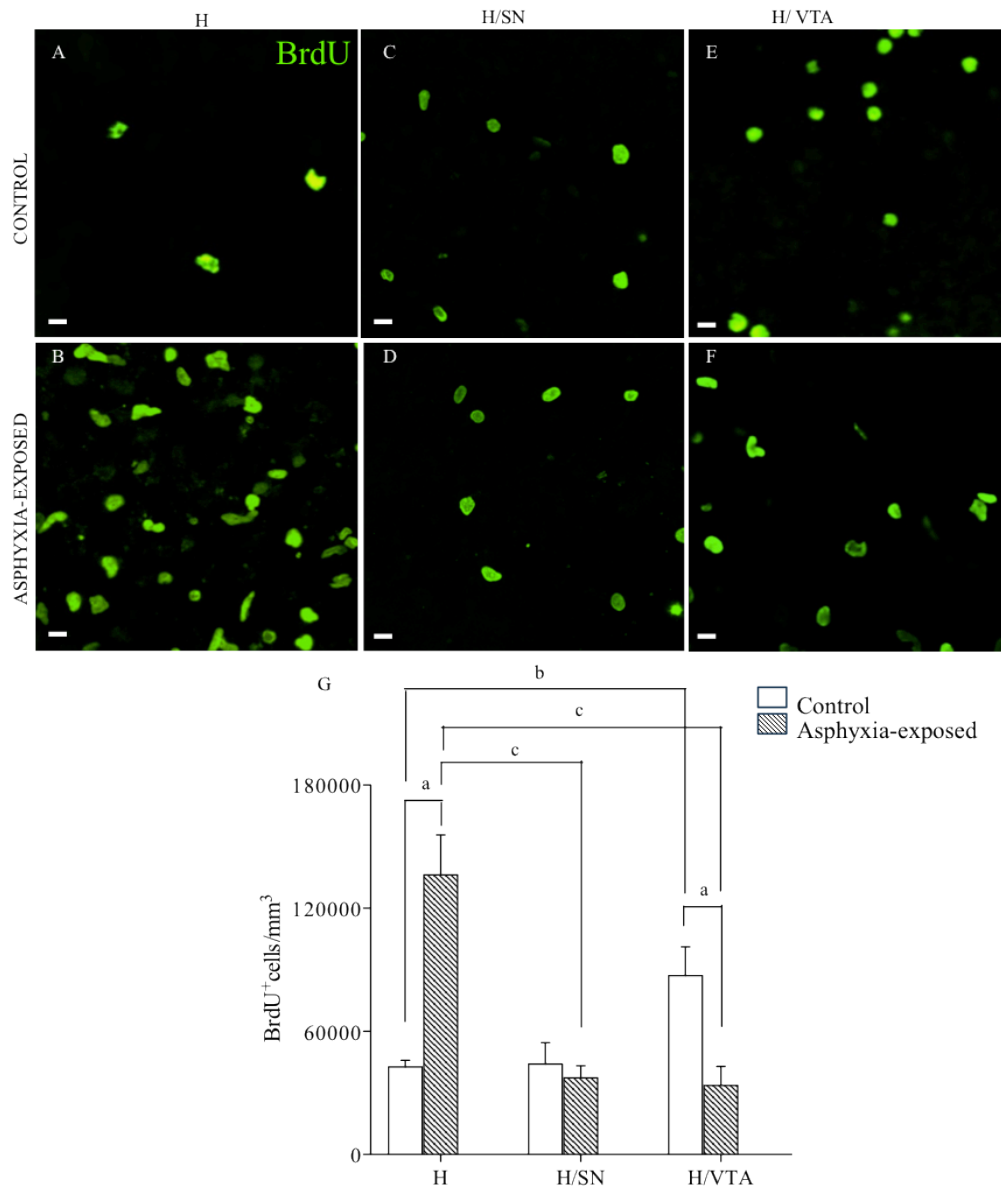 H
H/SN
H/ VTA
A
BrdU
C
E
CONTROL
B
D
F
ASPHYXIA-EXPOSED
G
b
Control
Asphyxia-exposed
c
c
a
a
180000
120000
60000
0
BrdU⁺cells/mm³
H
H/SN
H/VTA